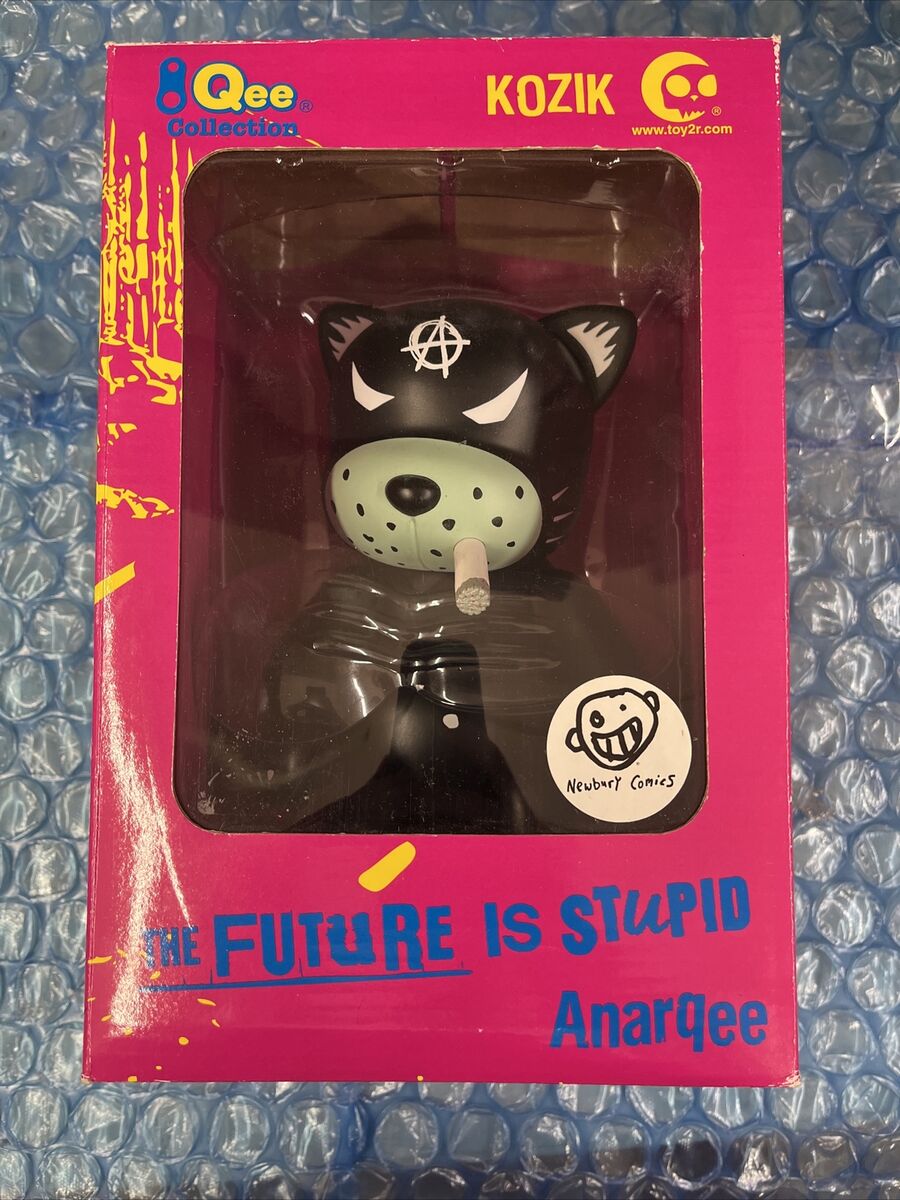 Qee®
Collection
KOZIK
®
www.toy2r.com
A
Newbury Comics
THE FUTURE IS STUPID
Anarqee